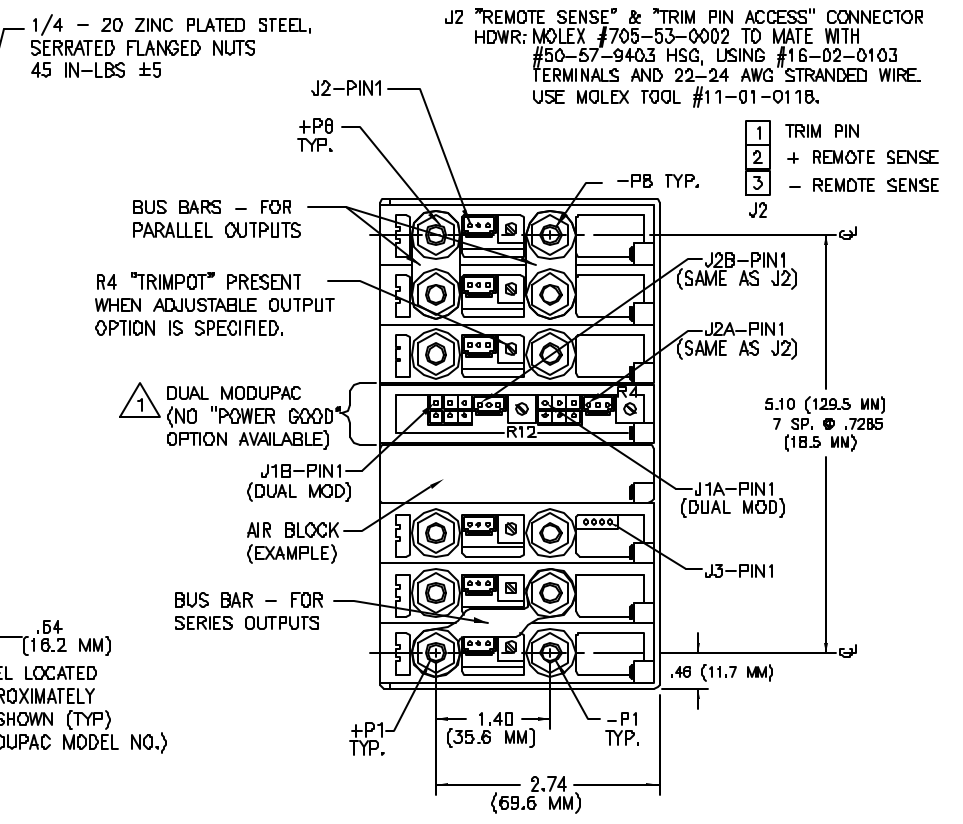 1/4 - 20 ZINC PLATED STEEL,
SERRATED FLANGED NUTS
45 IN-LBS ±5
J2 "REMOTE SENSE" & "TRIM PIN ACCESS" CONNECTOR
HDWR: MOLEX #705-53-0002 TO MATE WITH
#50-57-9403 HSG, USING #16-02-0103
TERMINALS AND 22-24 AWG STRANDED WIRE.
USE MOLEX TOOL #11-01-0118.
1 TRIM PIN
2 + REMOTE SENSE
3 - REMOTE SENSE
J2
J2-PIN1
+P8
TYP.
-P8 TYP.
BUS BARS - FOR
PARALLEL OUTPUTS
J2B-PIN1
(SAME AS J2)
R4 "TRIMPOT" PRESENT
WHEN ADJUSTABLE OUTPUT
OPTION IS SPECIFIED.
J2A-PIN1
(SAME AS J2)
1
DUAL MODUPAC
(NO "POWER GOOD"
OPTION AVAILABLE)
R4
R12
5.10 (129.5 MM)
7 SP. @ .7285
(18.5 MM)
J1B-PIN1
(DUAL MOD)
J1A-PIN1
(DUAL MOD)
AIR BLOCK
(EXAMPLE)
J3-PIN1
BUS BAR - FOR
SERIES OUTPUTS
.64
(16.2 MM)
EL LOCATED
ROXIMATELY
SHOWN (TYP)
DUPAC MODEL NO.)
.46 (11.7 MM)
+P1
TYP.
1.40
(35.6 MM)
-P1
TYP.
2.74
(69.6 MM)